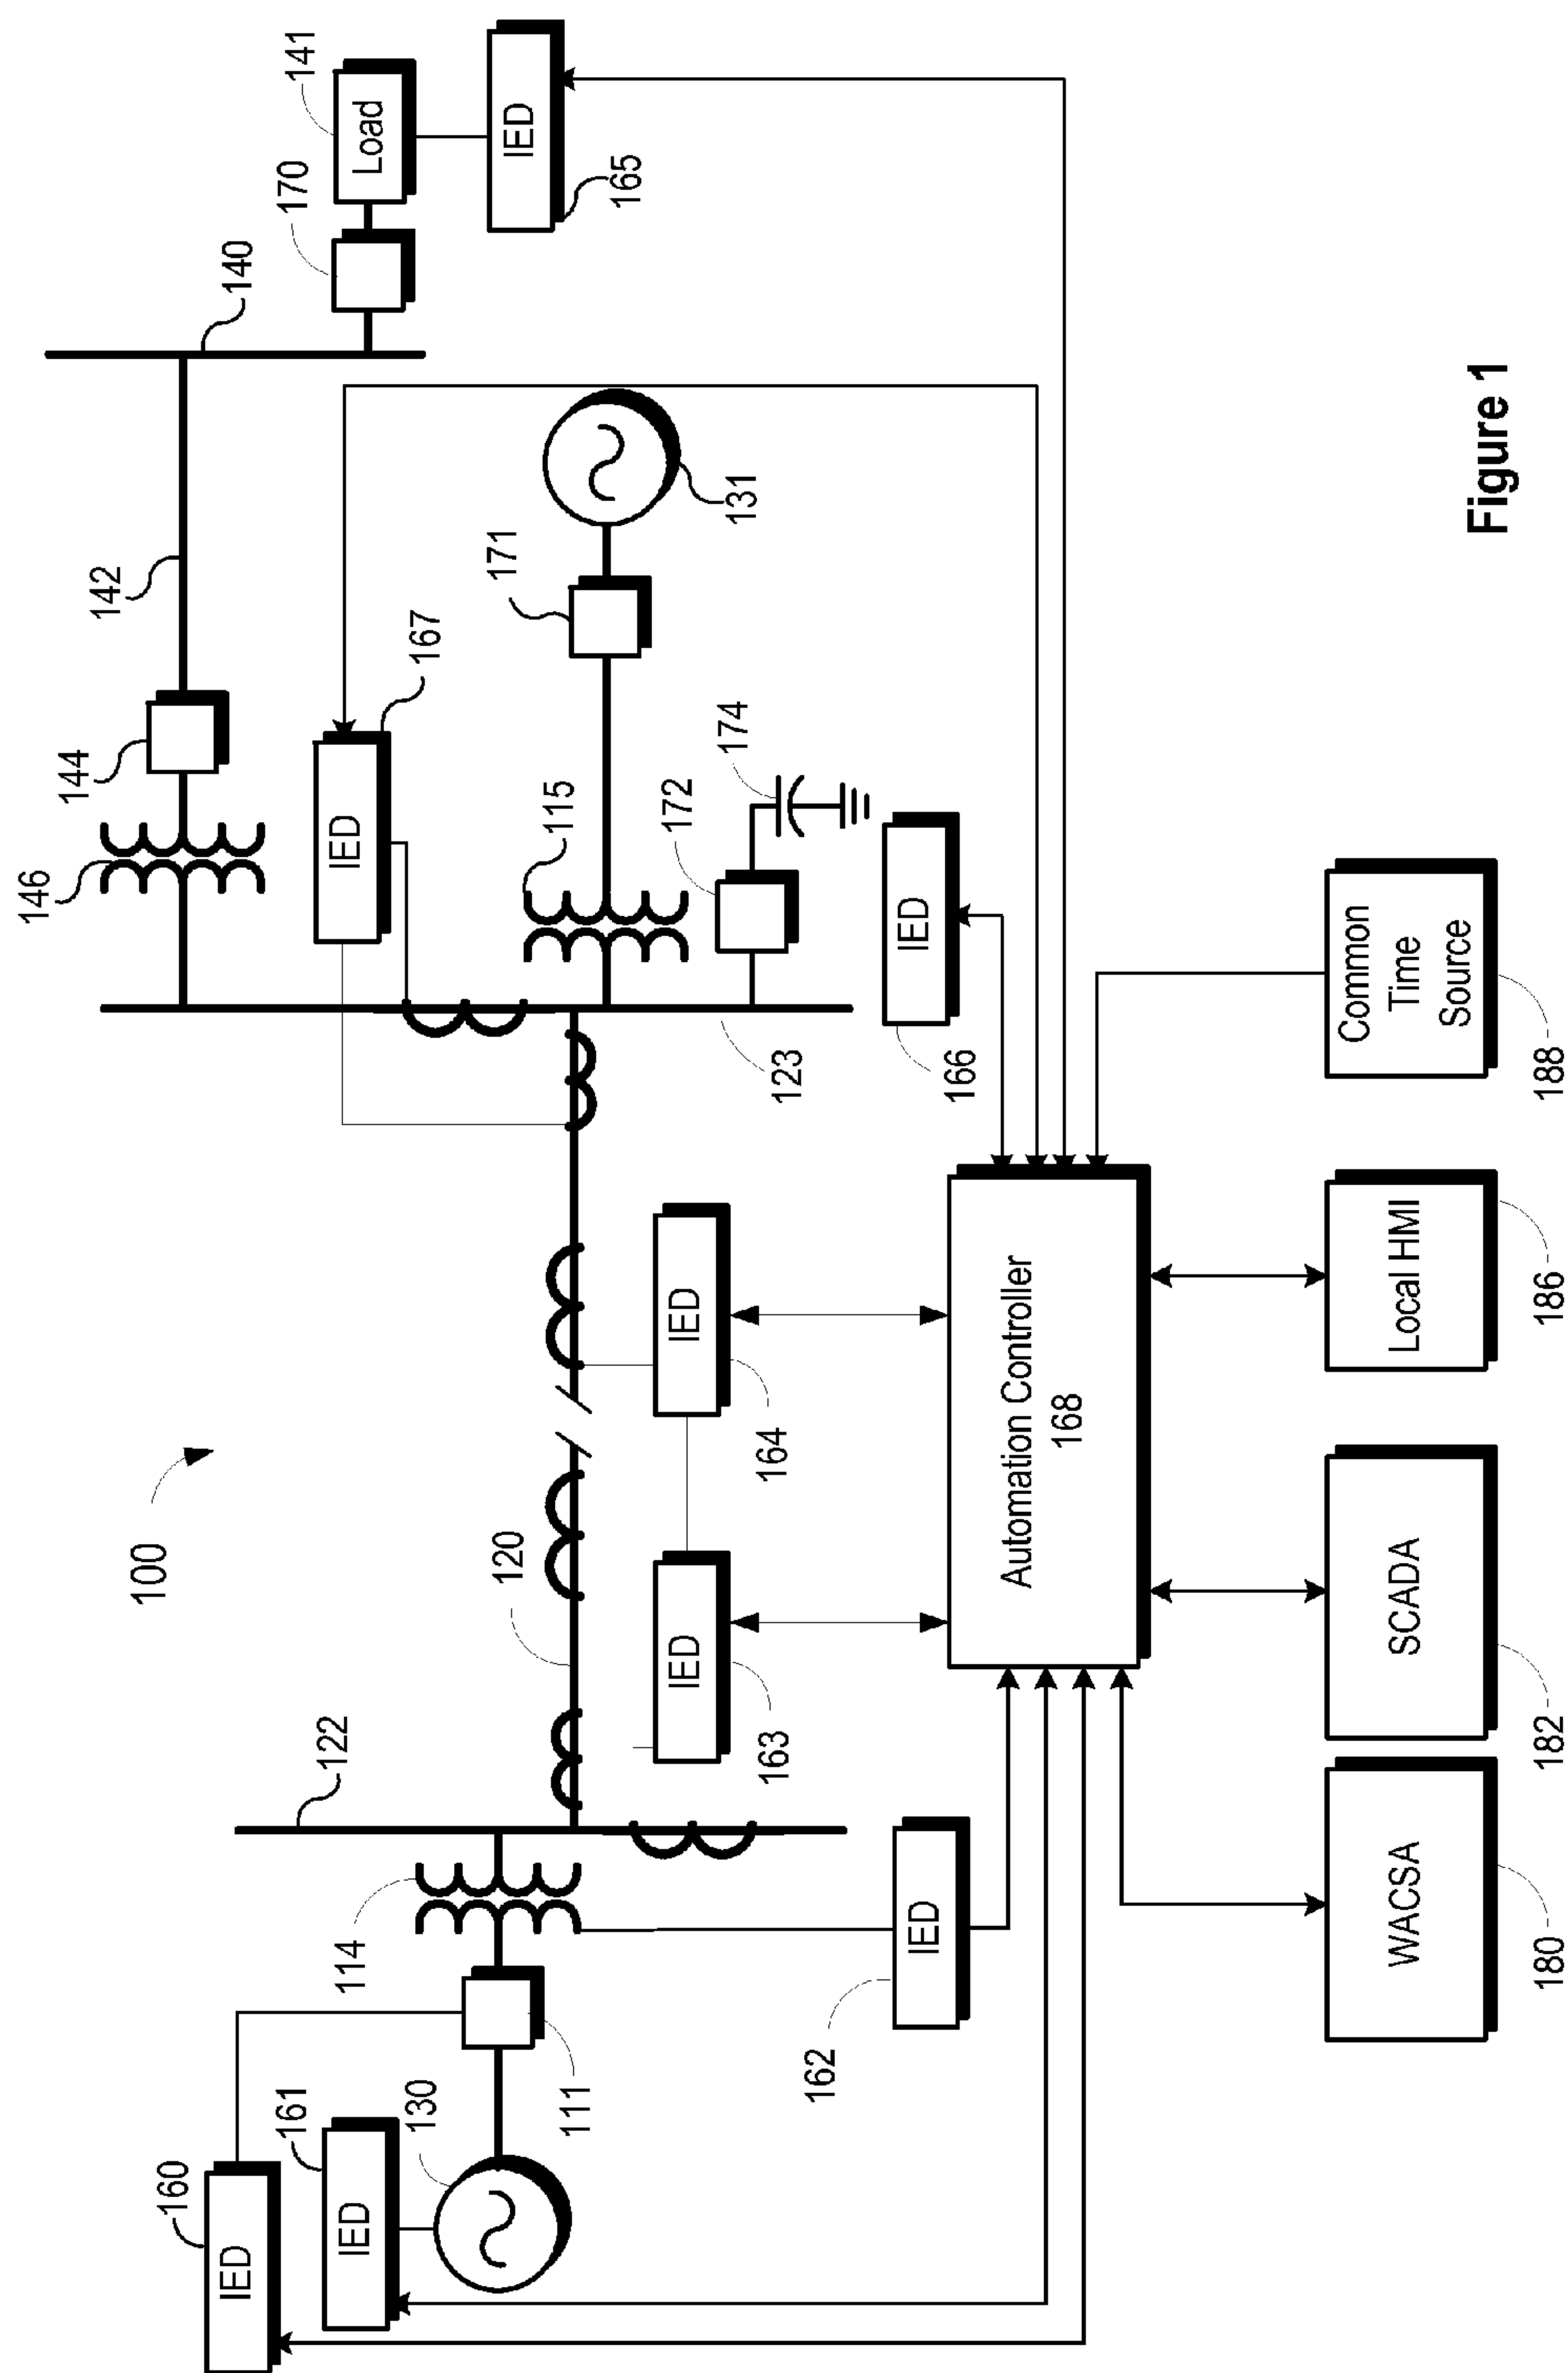 100
160
IED
161
IED
130
111
114
122
120
162
IED
163
IED
164
IED
146
144
142
140
170
141
Load
IED
165
IED
167
115
171
131
172
174
123
IED
166
Automation Controller
168
WACSA
180
SCADA
182
Local HMI
186
Common
Time
Source
188
Figure 1